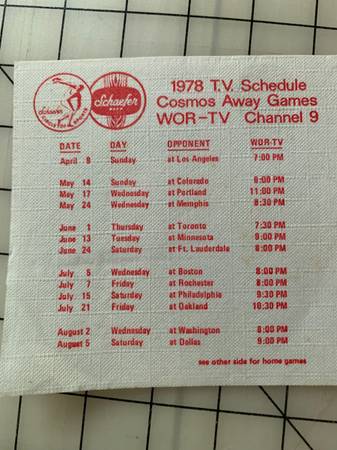 Schaefer
CIRCLE OF SPORTS
Schaefer
BEER
1978 T.V. Schedule
Cosmos Away Games
WOR-TV Channel 9
DATE DAY OPPONENT WOR-TV
April 9 Sunday at Los Angeles 7:00 PM
May 14 Sunday at Colorado 6:00 PM
May 17 Wednesday at Portland 11:00 PM
May 24 Wednesday at Memphis 8:30 PM
June 1 Thursday at Toronto 7:30 PM
June 13 Tuesday at Minnesota 9:00 PM
June 24 Saturday at Ft. Lauderdale 8:00 PM
July 5 Wednesday at Boston 8:00 PM
July 7 Friday at Rochester 8:00 PM
July 15 Saturday at Philadelphia 9:30 PM
July 21 Friday at Oakland 10:30 PM
August 2 Wednesday at Washington 8:00 PM
August 5 Saturday at Dallas 9:00 PM
see other side for home games